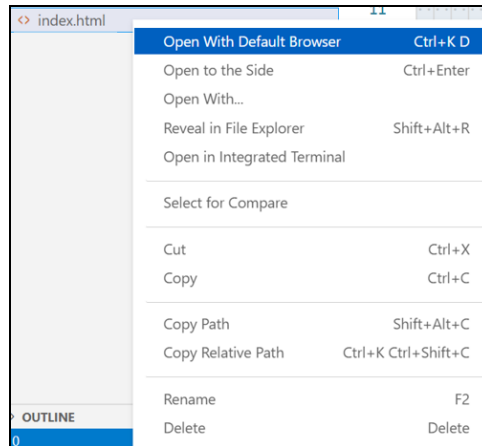 <> index.html
11
Open With Default Browser Ctrl+K D
Open to the Side Ctrl+Enter
Open With...
Reveal in File Explorer Shift+Alt+R
Open in Integrated Terminal
Select for Compare
Cut Ctrl+X
Copy Ctrl+C
Copy Path Shift+Alt+C
Copy Relative Path Ctrl+K Ctrl+Shift+C
Rename F2
OUTLINE
Delete Delete
0